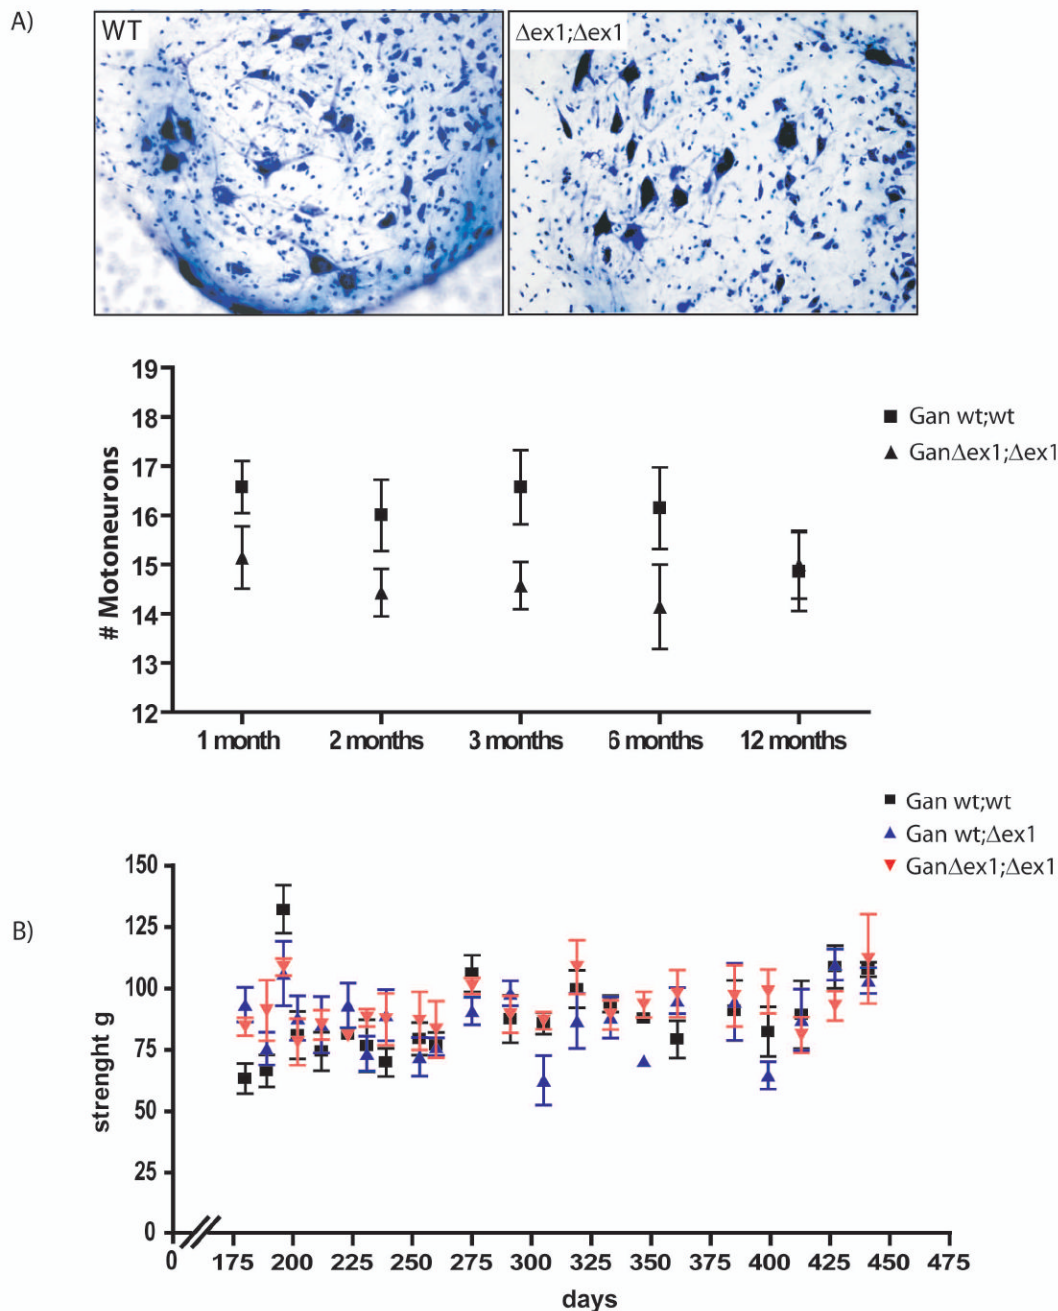 A)
WT
Δex1;Δex1
19
18
17
16
15
14
13
12
# Motoneurons
1 month 2 months 3 months 6 months 12 months
Gan wt;wt
GanΔex1;Δex1
B)
Gan wt;wt
Gan wt;Δex1
GanΔex1;Δex1
150
125
100
75
50
25
0
strenght g
0 175 200 225 250 275 300 325 350 375 400 425 450 475
days